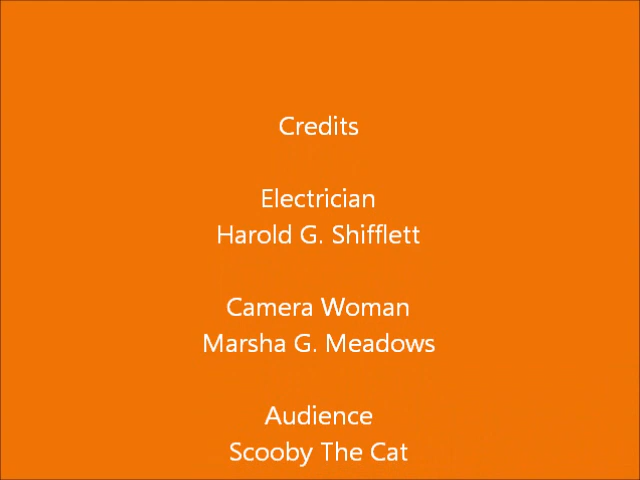 Credits
Electrician
Harold G. Shifflett
Camera Woman
Marsha G. Meadows
Audience
Scooby The Cat